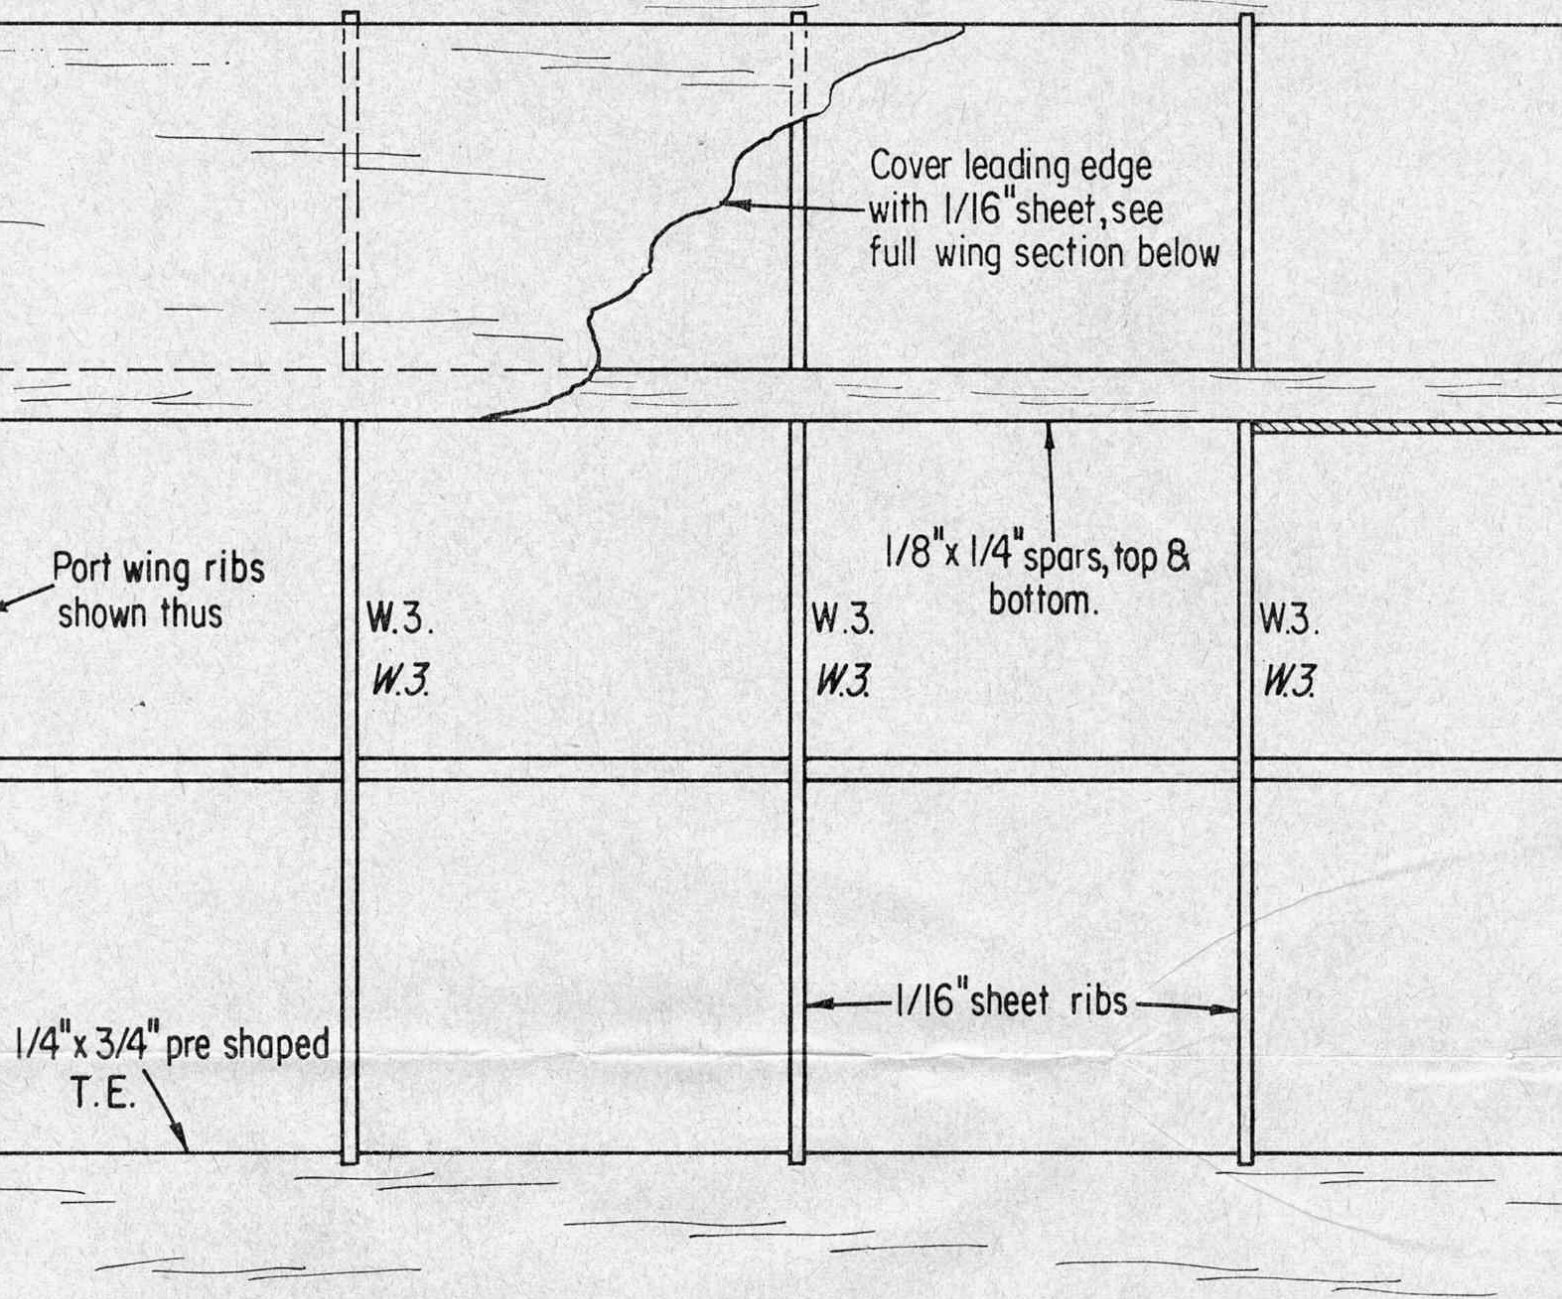 Cover leading edge
with 1/16" sheet, see
full wing section below
1/8" x 1/4" spars, top &
bottom.
Port wing ribs
shown thus
W.3.
W.3.
W.3.
W.3.
W.3.
W.3.
1/16" sheet ribs
1/4" x 3/4" pre shaped
T.E.